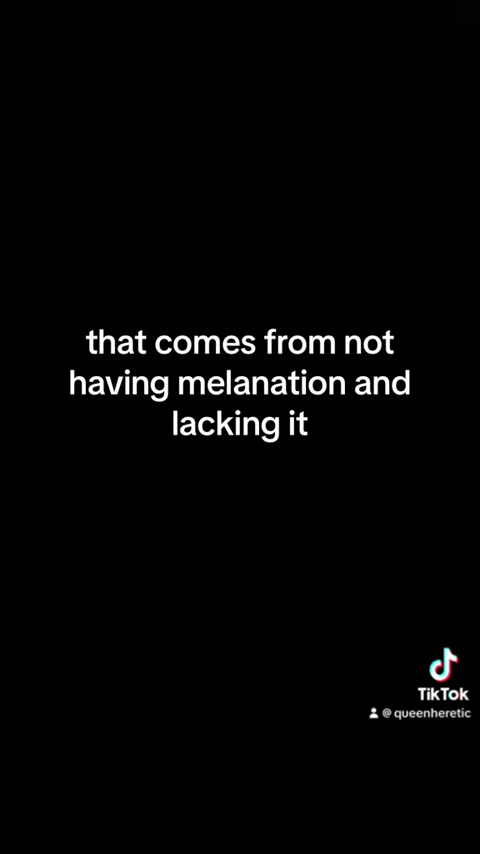 that comes from not
having melanation and
lacking it
TikTok
@ queenheretic